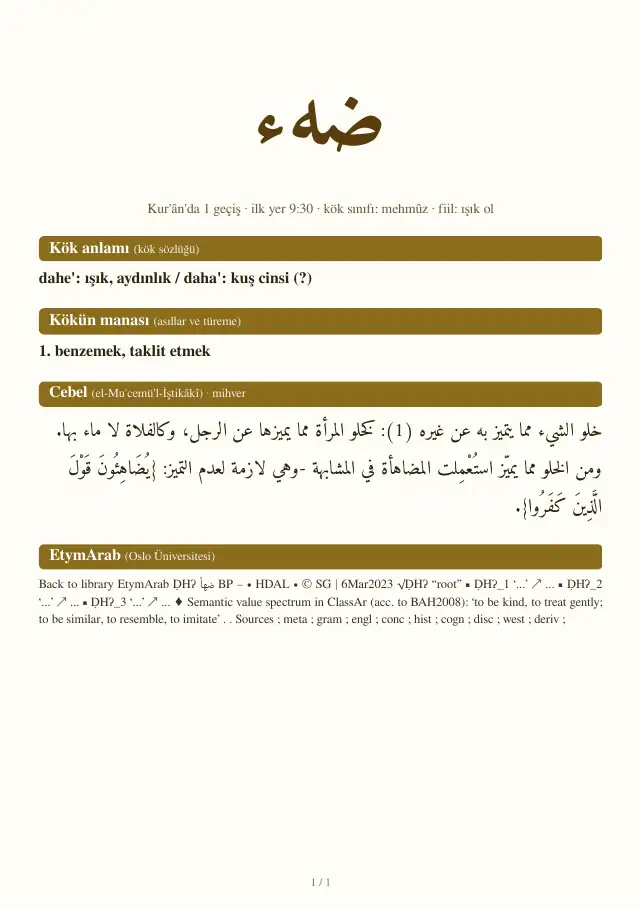 ضهء
Kur'ân'da 1 geçiş · ilk yer 9:30 · kök sınıfı: mehmûz · fiil: ışık ol
Kök anlamı (kök sözlüğü)
dahe': ışık, aydınlık / daha': kuş cinsi (?)
Kökün manası (asıllar ve türeme)
1. benzemek, taklit etmek
Cebel (el-Mu'cemü'l-İştikâkî) · mihver
خلو الشيء مما يتميز به عن غيره (1): كخلو المرأة مما يميزها عن الرجل، وكالفلاة لا ماء بها.
ومن الخلو مما يميّز استُعْمِلت المضاهأة في المشابهة -وهي لازمة لعدم التميز: {يُضَاهِئُونَ قَوْلَ
الَّذِينَ كَفَرُوا}.
EtymArab (Oslo Üniversitesi)
Back to library EtymArab ḌHʔ ضهأ BP – • HDAL • © SG | 6Mar2023 √ḌHʔ “root” ▪ ḌHʔ_1 ‘...’ ↗ ... ▪ ḌHʔ_2
‘...’ ↗ ... ▪ ḌHʔ_3 ‘...’ ↗ ... ♦ Semantic value spectrum in ClassAr (acc. to BAH2008): ‘to be kind, to treat gently;
to be similar, to resemble, to imitate’ . . Sources ; meta ; gram ; engl ; conc ; hist ; cogn ; disc ; west ; deriv ;
1 / 1